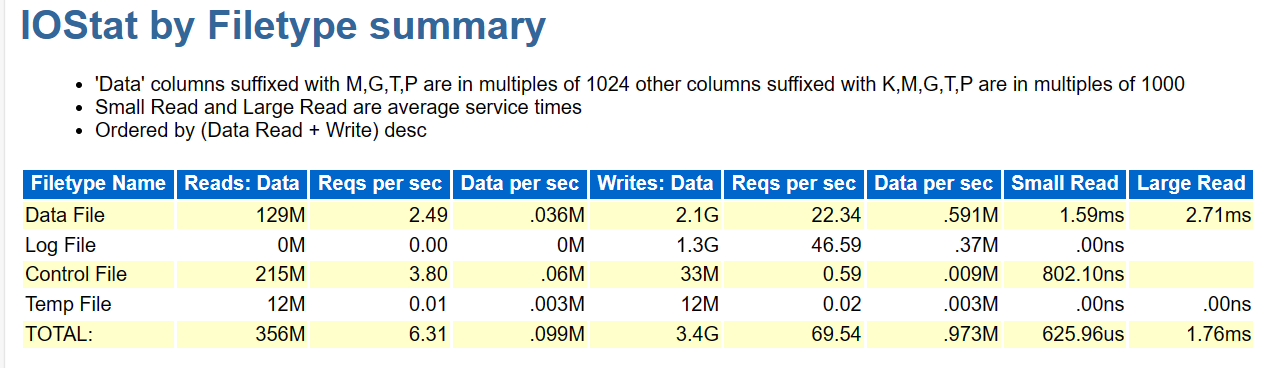 IOStat by Filetype summary
• 'Data' columns suffixed with M,G,T,P are in multiples of 1024 other columns suffixed with K,M,G,T,P are in multiples of 1000
• Small Read and Large Read are average service times
• Ordered by (Data Read + Write) desc
Filetype Name Reads: Data Reqs per sec Data per sec Writes: Data Reqs per sec Data per sec Small Read Large Read
Data File 129M 2.49 .036M 2.1G 22.34 .591M 1.59ms 2.71ms
Log File 0M 0.00 0M 1.3G 46.59 .37M .00ns
Control File 215M 3.80 .06M 33M 0.59 .009M 802.10ns
Temp File 12M 0.01 .003M 12M 0.02 .003M .00ns .00ns
TOTAL: 356M 6.31 .099M 3.4G 69.54 .973M 625.96us 1.76ms